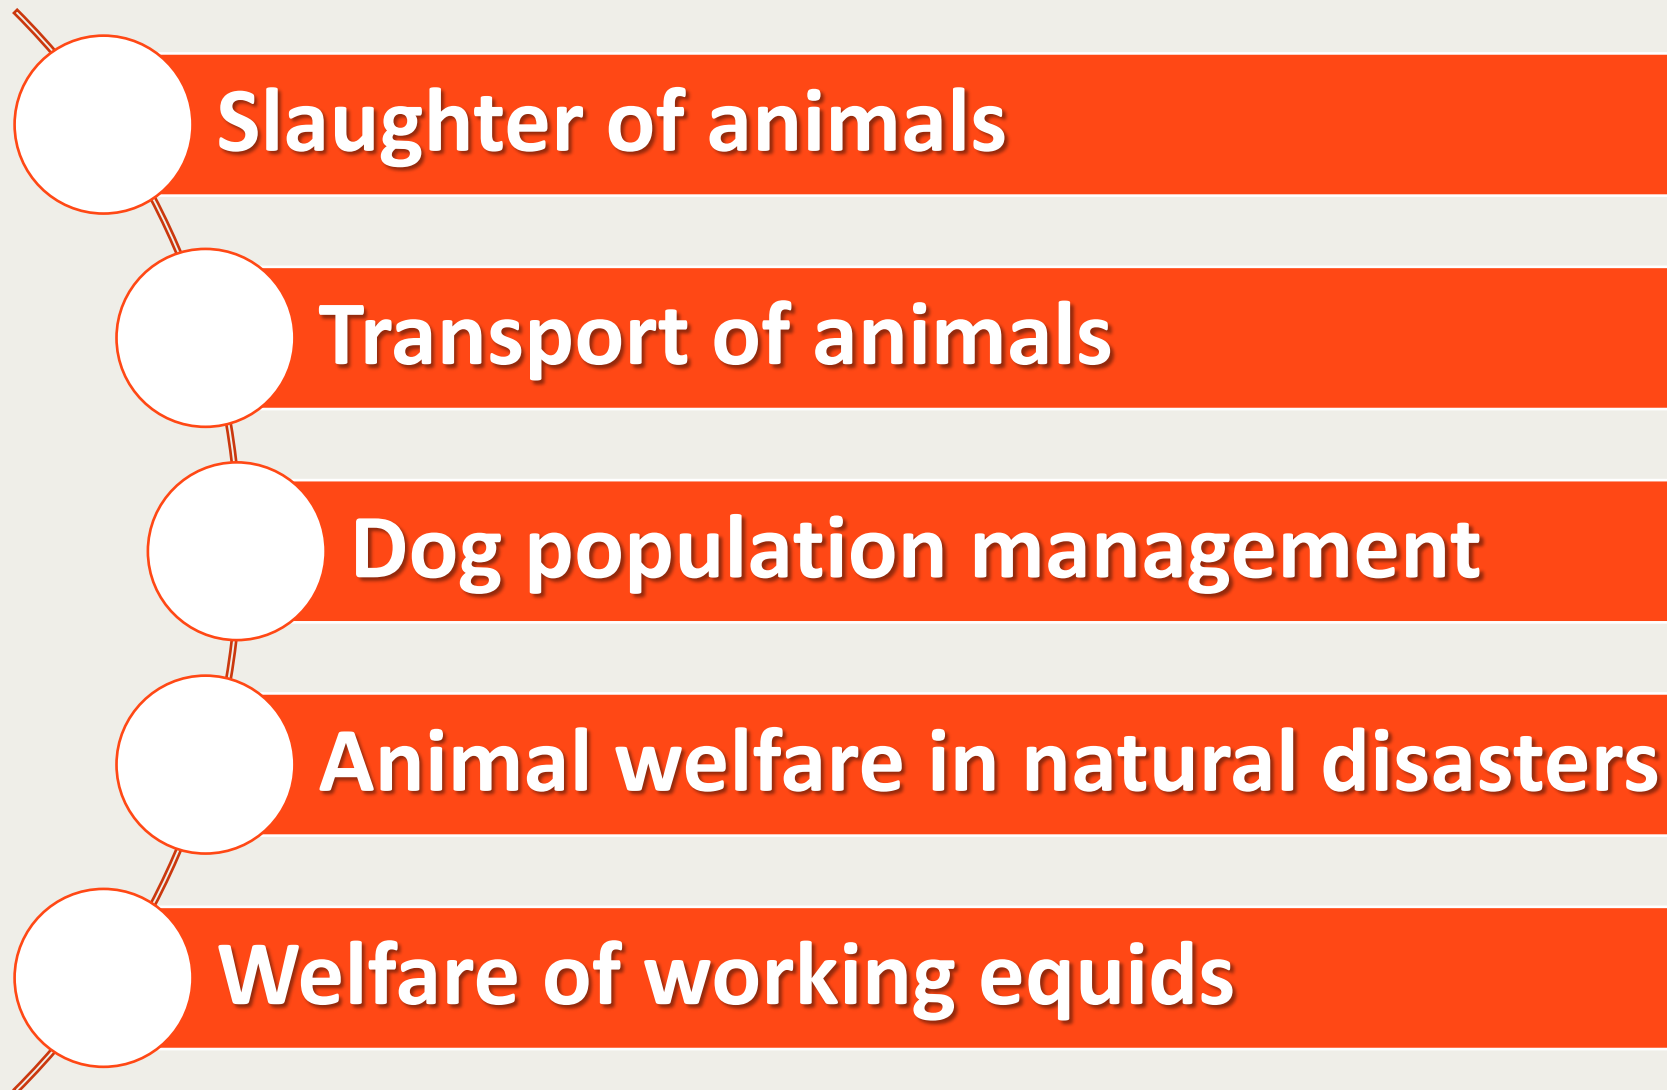 Slaughter of animals
Transport of animals
Dog population management
Animal welfare in natural disasters
Welfare of working equids